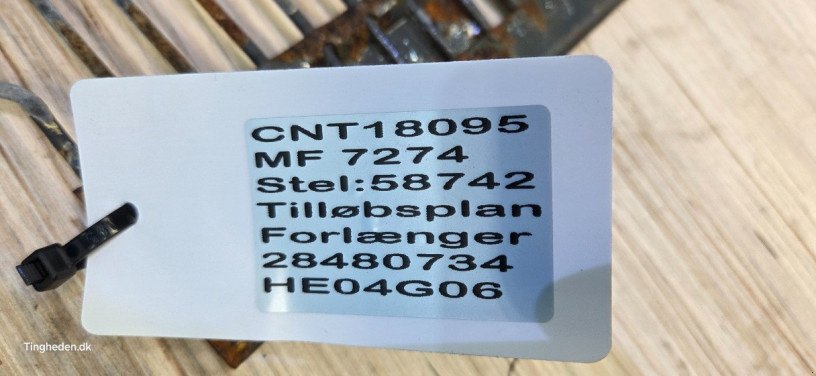 CNT18095
MF 7274
Stel:58742
Tilløbsplan
Forlænger
28480734
HE04G06
Tingheden.dk